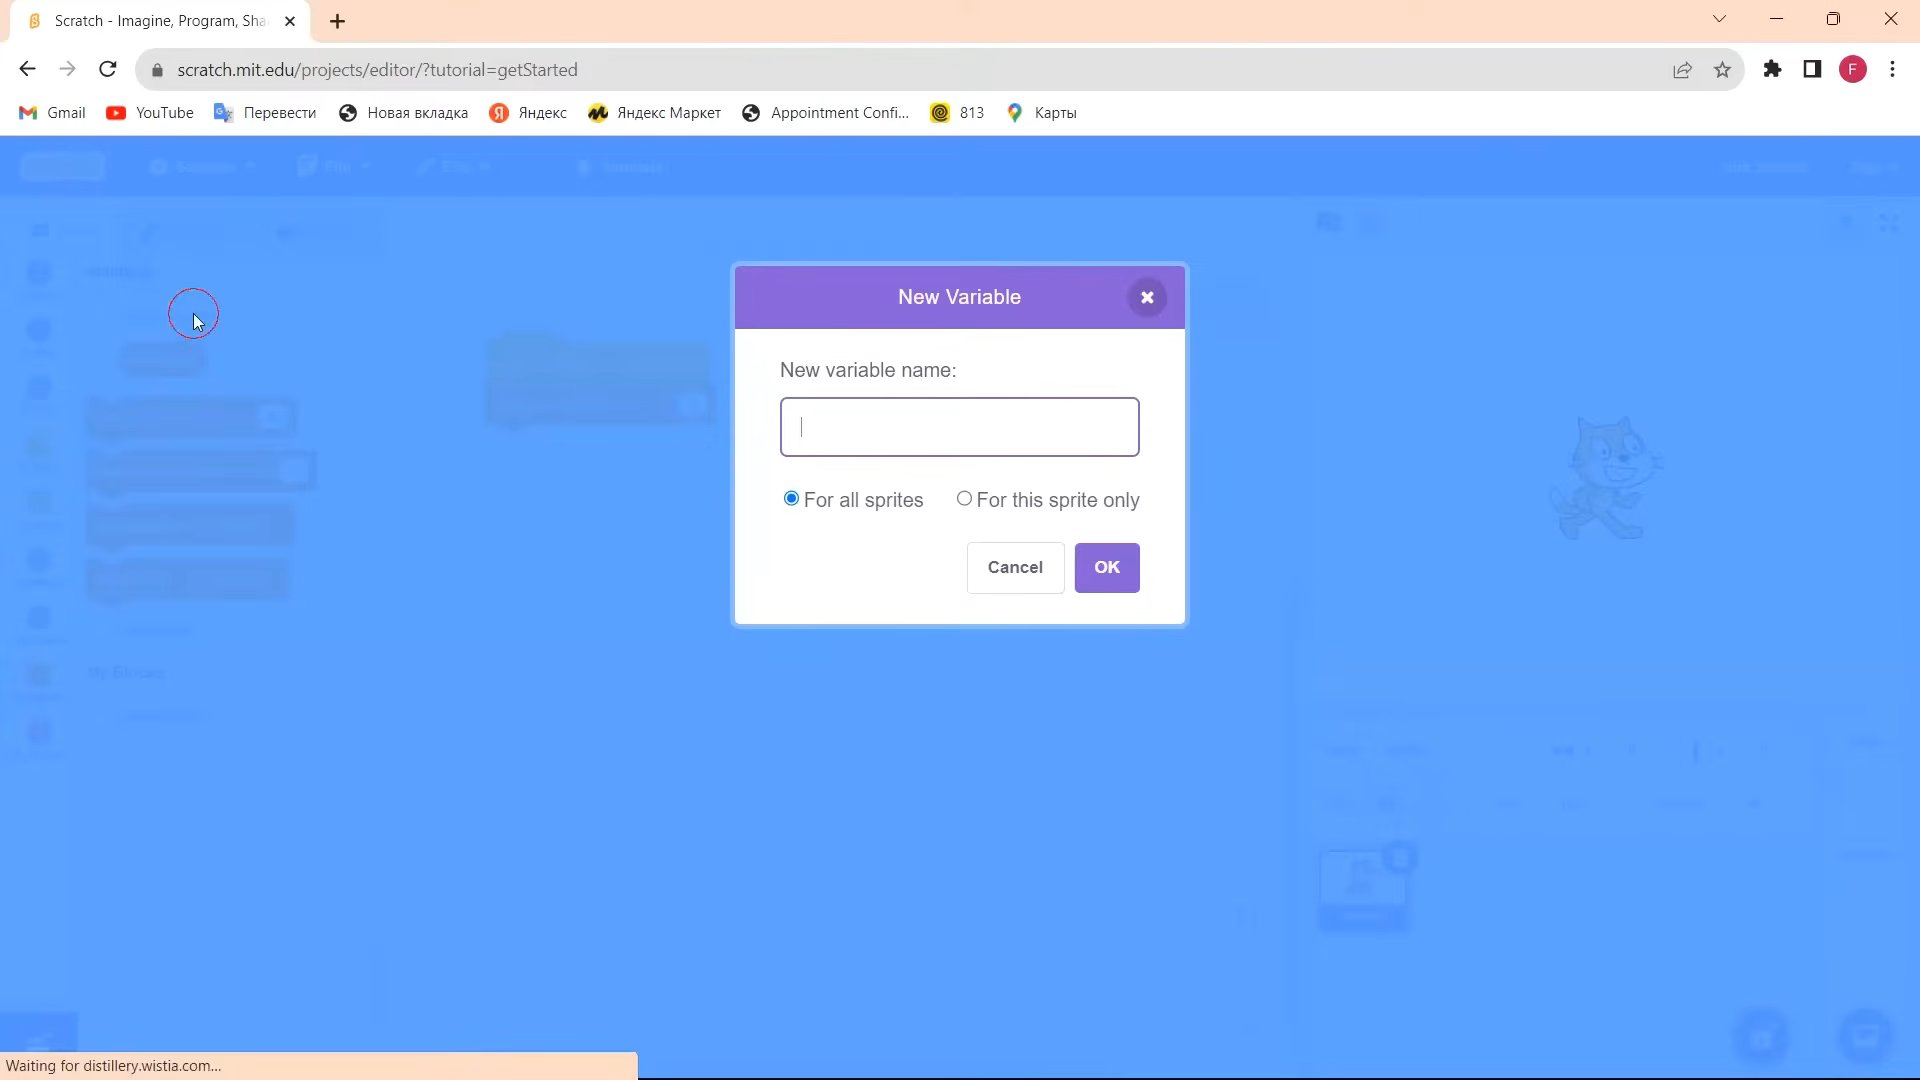 Scratch - Imagine, Program, Sha
scratch.mit.edu/projects/editor/?tutorial=getStarted
F
Gmail YouTube Перевести Новая вкладка Яндекс Яндекс Маркет Appointment Confi... 813 Карты
New Variable
New variable name:
For all sprites For this sprite only
Cancel OK
My Blocks
Waiting for distillery.wistia.com...